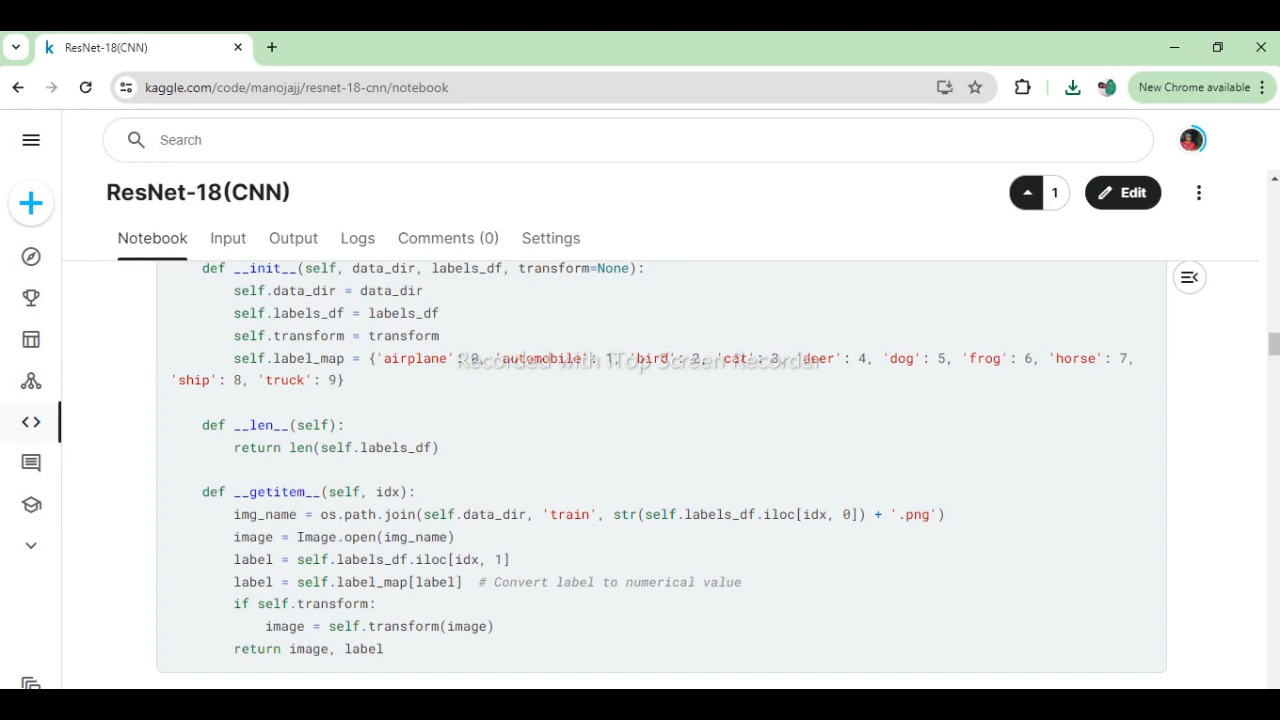 ResNet-18(CNN)
kaggle.com/code/manojajj/resnet-18-cnn/notebook
New Chrome available
Search
ResNet-18(CNN)
1
Edit
Notebook
Input
Output
Logs
Comments (0)
Settings
def __init__(self, data_dir, labels_df, transform=None):
self.data_dir = data_dir
self.labels_df = labels_df
self.transform = transform
self.label_map = {'airplane': 0, 'automobile': 1, 'bird': 2, 'cat': 3, 'deer': 4, 'dog': 5, 'frog': 6, 'horse': 7,
'ship': 8, 'truck': 9}
Recorded with iTop Screen Recorder
def __len__(self):
return len(self.labels_df)
def __getitem__(self, idx):
img_name = os.path.join(self.data_dir, 'train', str(self.labels_df.iloc[idx, 0]) + '.png')
image = Image.open(img_name)
label = self.labels_df.iloc[idx, 1]
label = self.label_map[label]  # Convert label to numerical value
if self.transform:
image = self.transform(image)
return image, label